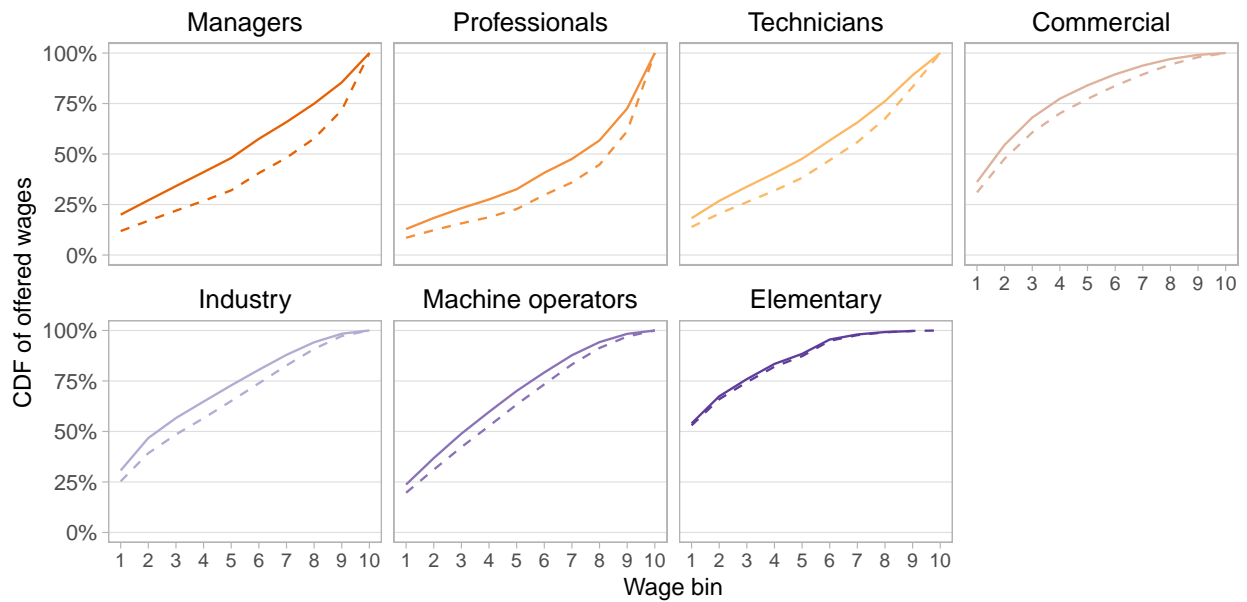 Managers
Professionals
Technicians
Commercial
100%
75%
50%
25%
0%
1 2 3 4 5 6 7 8 9 10
Industry
Machine operators
Elementary
100%
75%
50%
25%
0%
1 2 3 4 5 6 7 8 9 10
1 2 3 4 5 6 7 8 9 10
1 2 3 4 5 6 7 8 9 10
CDF of offered wages
Wage bin